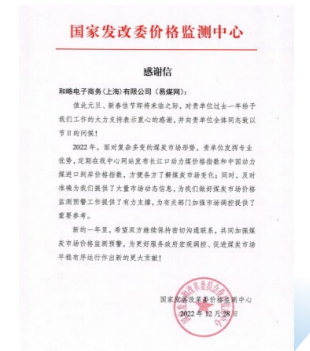 国家发改委价格监测中心
感谢信
和略电子商务(上海)有限公司（易煤网）：
值此元旦、新春佳节即将来临之际，对贵单位过去一年给予
我们工作的大力支持表示衷心的感谢，并向贵单位全体同志致以
节日的问候！
2022年，面对复杂多变的煤炭市场形势，贵单位发挥专业
优势，定期在我中心网站发布长江口动力煤价格指数和中国动力
煤进口到岸价格指数，方便各方了解煤炭市场变化；同时，及时
准确为我们提供了大量市场动态信息，为我们做好煤炭市场价格
监测预警工作提供了有力支撑，为有关部门加强市场调控提供了
重要参考。
新的一年里，希望双方继续保持密切沟通联系，共同加强煤
炭市场价格监测预警，为更好服务政府宏观调控、促进煤炭市场
平稳有序运行作出新的更大贡献！
国家发改委价格监测中心
2022年12月28日